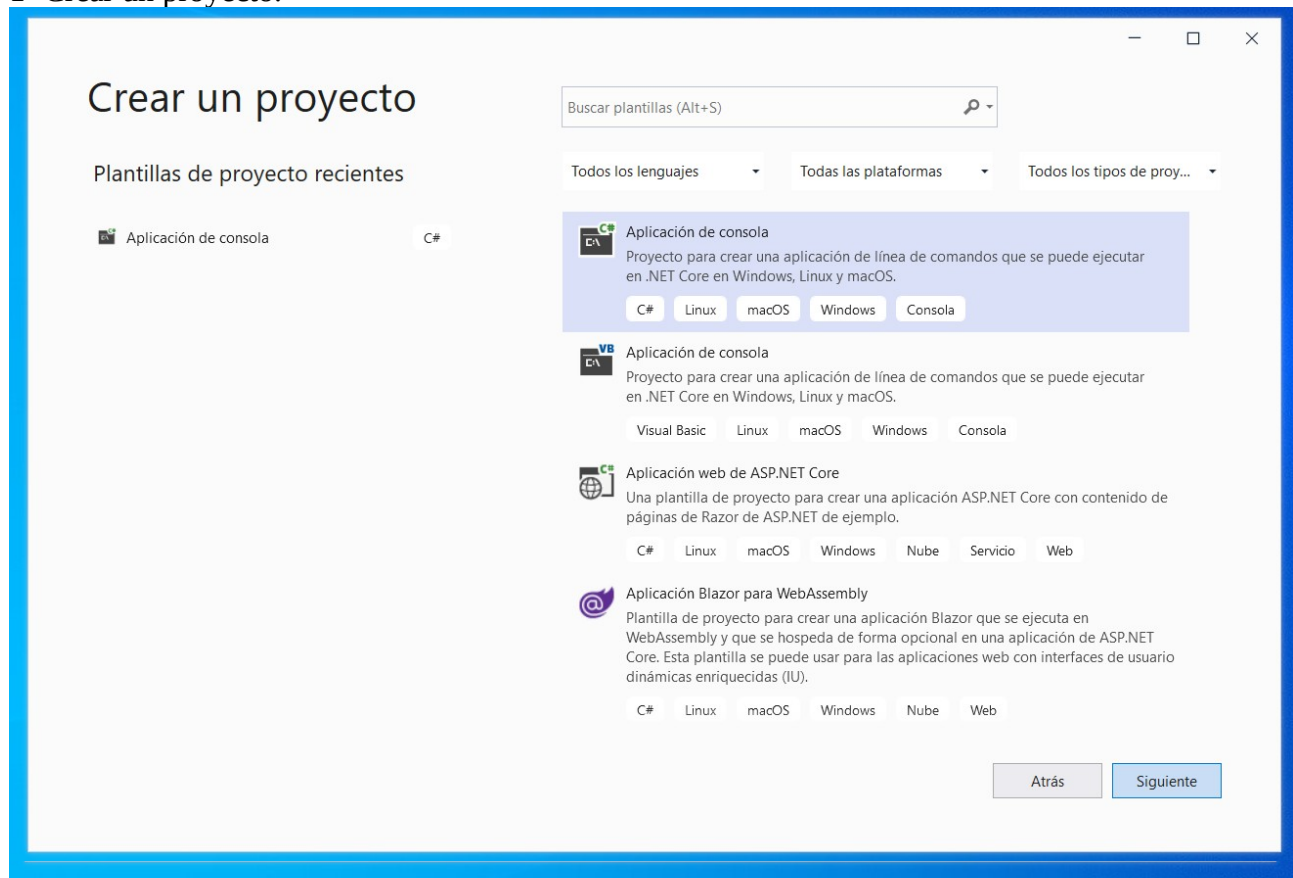 Crear un proyecto.
Crear un proyecto
Buscar plantillas (Alt+S)
Plantillas de proyecto recientes
Todos los lenguajes
Todas las plataformas
Todos los tipos de proy...
Aplicación de consola
C#
C#
Aplicación de consola
Proyecto para crear una aplicación de línea de comandos que se puede ejecutar
en .NET Core en Windows, Linux y macOS.
C# Linux macOS Windows Consola
VB
Aplicación de consola
Proyecto para crear una aplicación de línea de comandos que se puede ejecutar
en .NET Core en Windows, Linux y macOS.
Visual Basic Linux macOS Windows Consola
Aplicación web de ASP.NET Core
Una plantilla de proyecto para crear una aplicación ASP.NET Core con contenido de
páginas de Razor de ASP.NET de ejemplo.
C# Linux macOS Windows Nube Servicio Web
Aplicación Blazor para WebAssembly
Plantilla de proyecto para crear una aplicación Blazor que se ejecuta en
WebAssembly y que se hospeda de forma opcional en una aplicación de ASP.NET
Core. Esta plantilla se puede usar para las aplicaciones web con interfaces de usuario
dinámicas enriquecidas (IU).
C# Linux macOS Windows Nube Web
Atrás
Siguiente